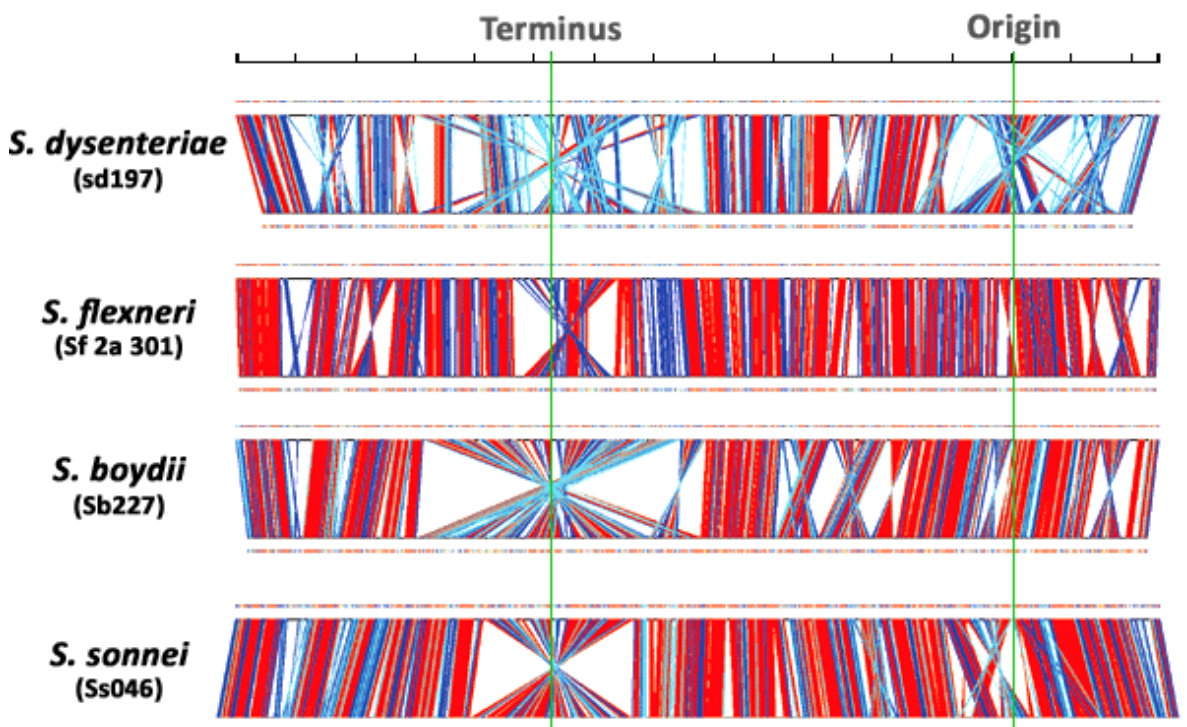 Terminus
Origin
S. dysenteriae
(sd197)
S. flexneri
(Sf 2a 301)
S. boydii
(Sb227)
S. sonnei
(Ss046)